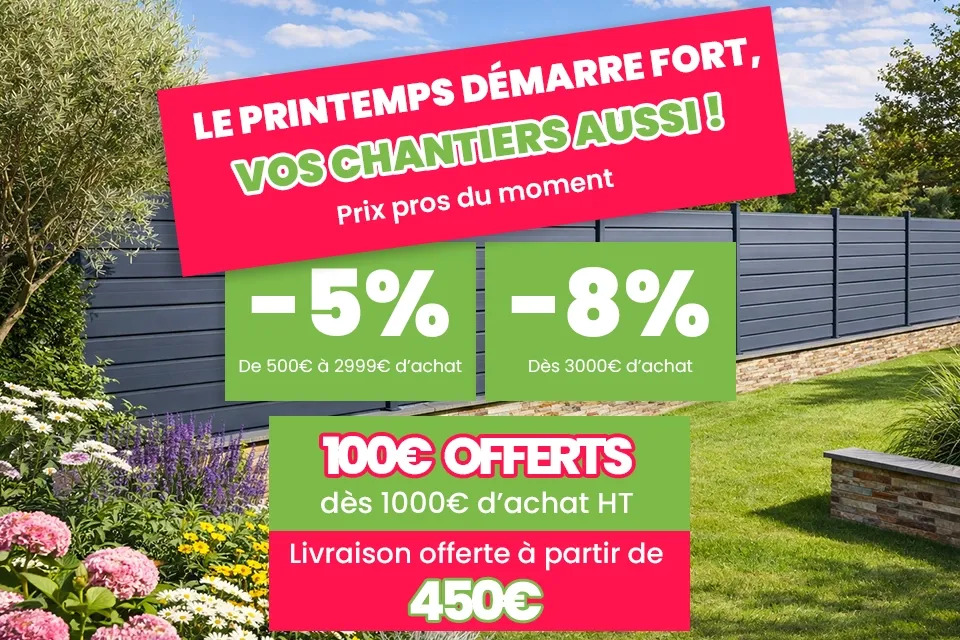 LE PRINTEMPS DÉMARRE FORT,
VOS CHANTIERS AUSSI !
Prix pros du moment
-5%
De 500€ à 2999€ d'achat
-8%
Dès 3000€ d'achat
100€ OFFERTS
dès 1000€ d'achat HT
Livraison offerte à partir de
450€